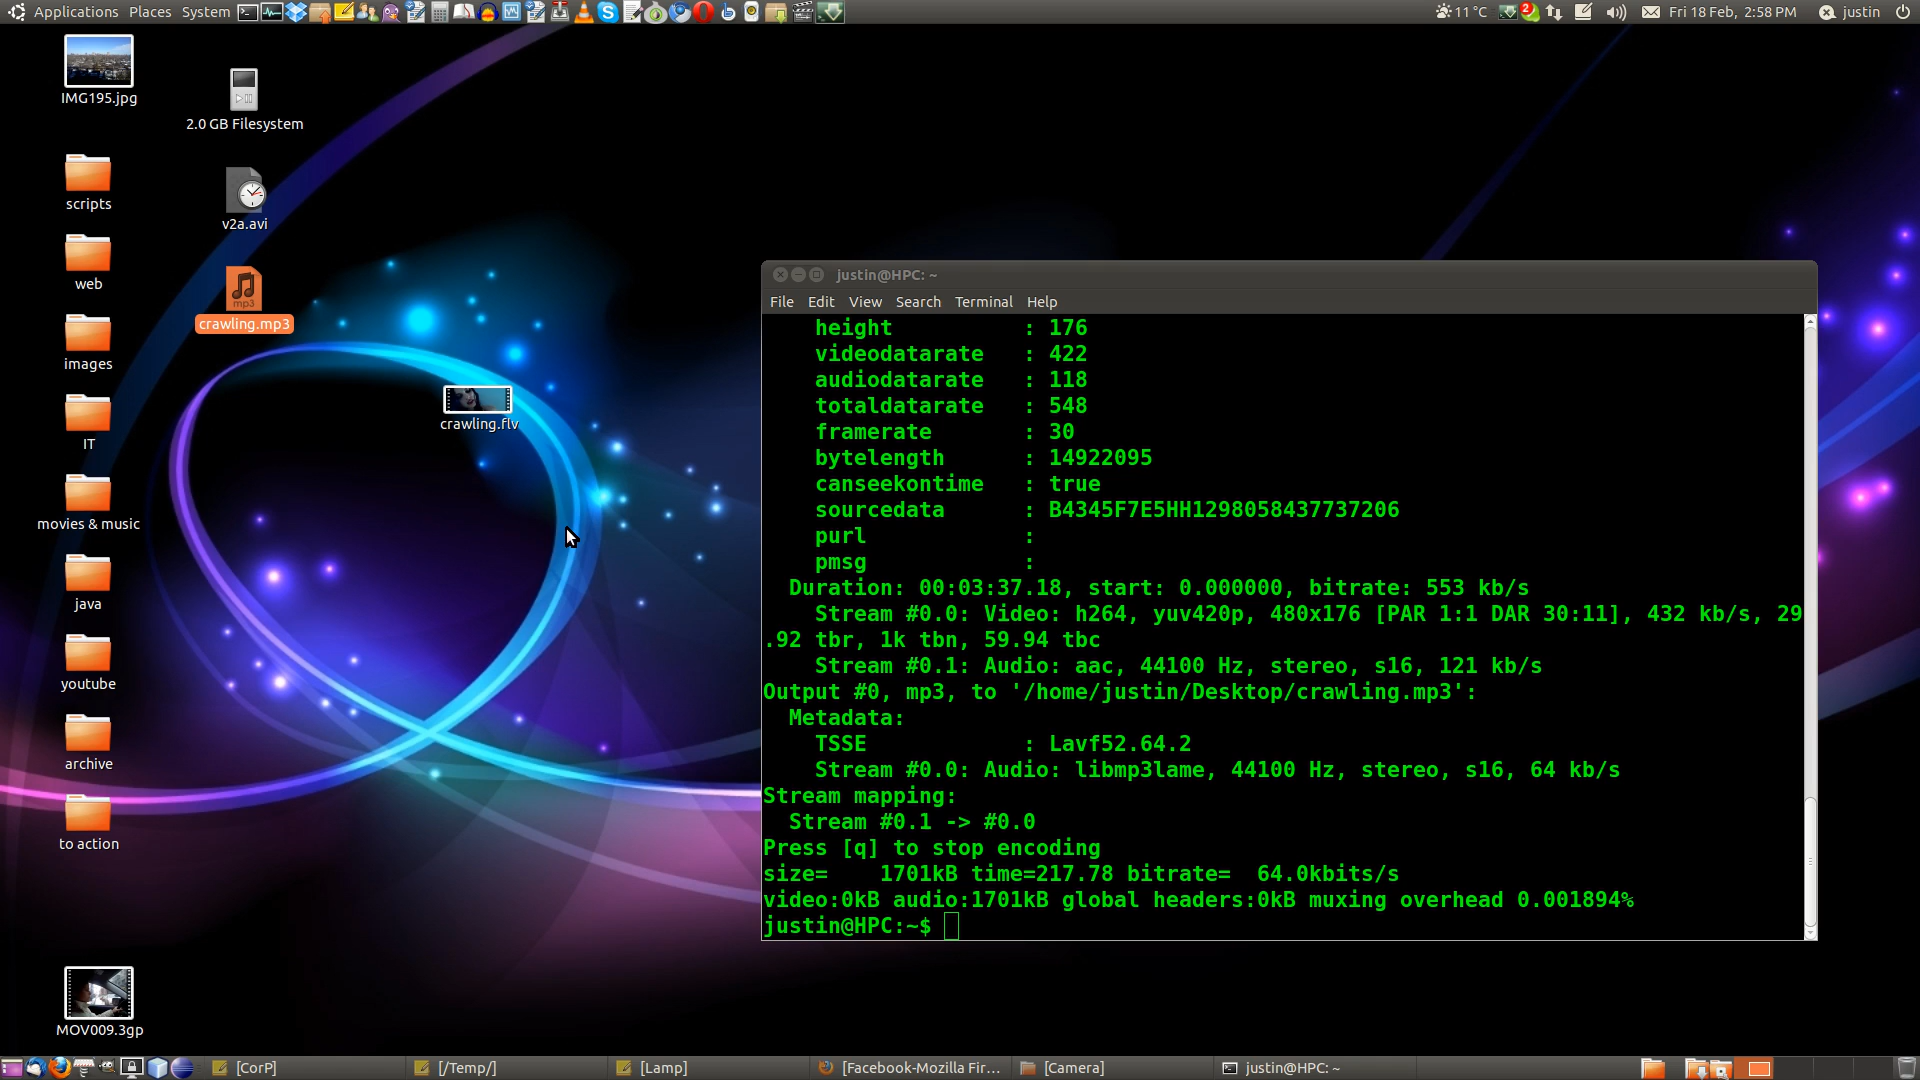 Applications Places System
11 °C
2
Fri 18 Feb, 2:58 PM
justin
IMG195.jpg
2.0 GB Filesystem
scripts
v2a.avi
web
mp3
crawling.mp3
images
crawling.flv
IT
movies & music
java
youtube
archive
to action
MOV009.3gp
justin@HPC: ~
File Edit View Search Terminal Help
height : 176
videodatarate : 422
audiodatarate : 118
totaldatarate : 548
framerate : 30
bytelength : 14922095
canseekontime : true
sourcedata : B4345F7E5HH1298058437737206
purl :
pmsg :
Duration: 00:03:37.18, start: 0.000000, bitrate: 553 kb/s
Stream #0.0: Video: h264, yuv420p, 480x176 [PAR 1:1 DAR 30:11], 432 kb/s, 29
.92 tbr, 1k tbn, 59.94 tbc
Stream #0.1: Audio: aac, 44100 Hz, stereo, s16, 121 kb/s
Output #0, mp3, to '/home/justin/Desktop/crawling.mp3':
Metadata:
TSSE : Lavf52.64.2
Stream #0.0: Audio: libmp3lame, 44100 Hz, stereo, s16, 64 kb/s
Stream mapping:
Stream #0.1 -> #0.0
Press [q] to stop encoding
size= 1701kB time=217.78 bitrate= 64.0kbits/s
video:0kB audio:1701kB global headers:0kB muxing overhead 0.001894%
justin@HPC:~$
[CorP]
[/Temp/]
[Lamp]
[Facebook-Mozilla Fir...
[Camera]
justin@HPC: ~